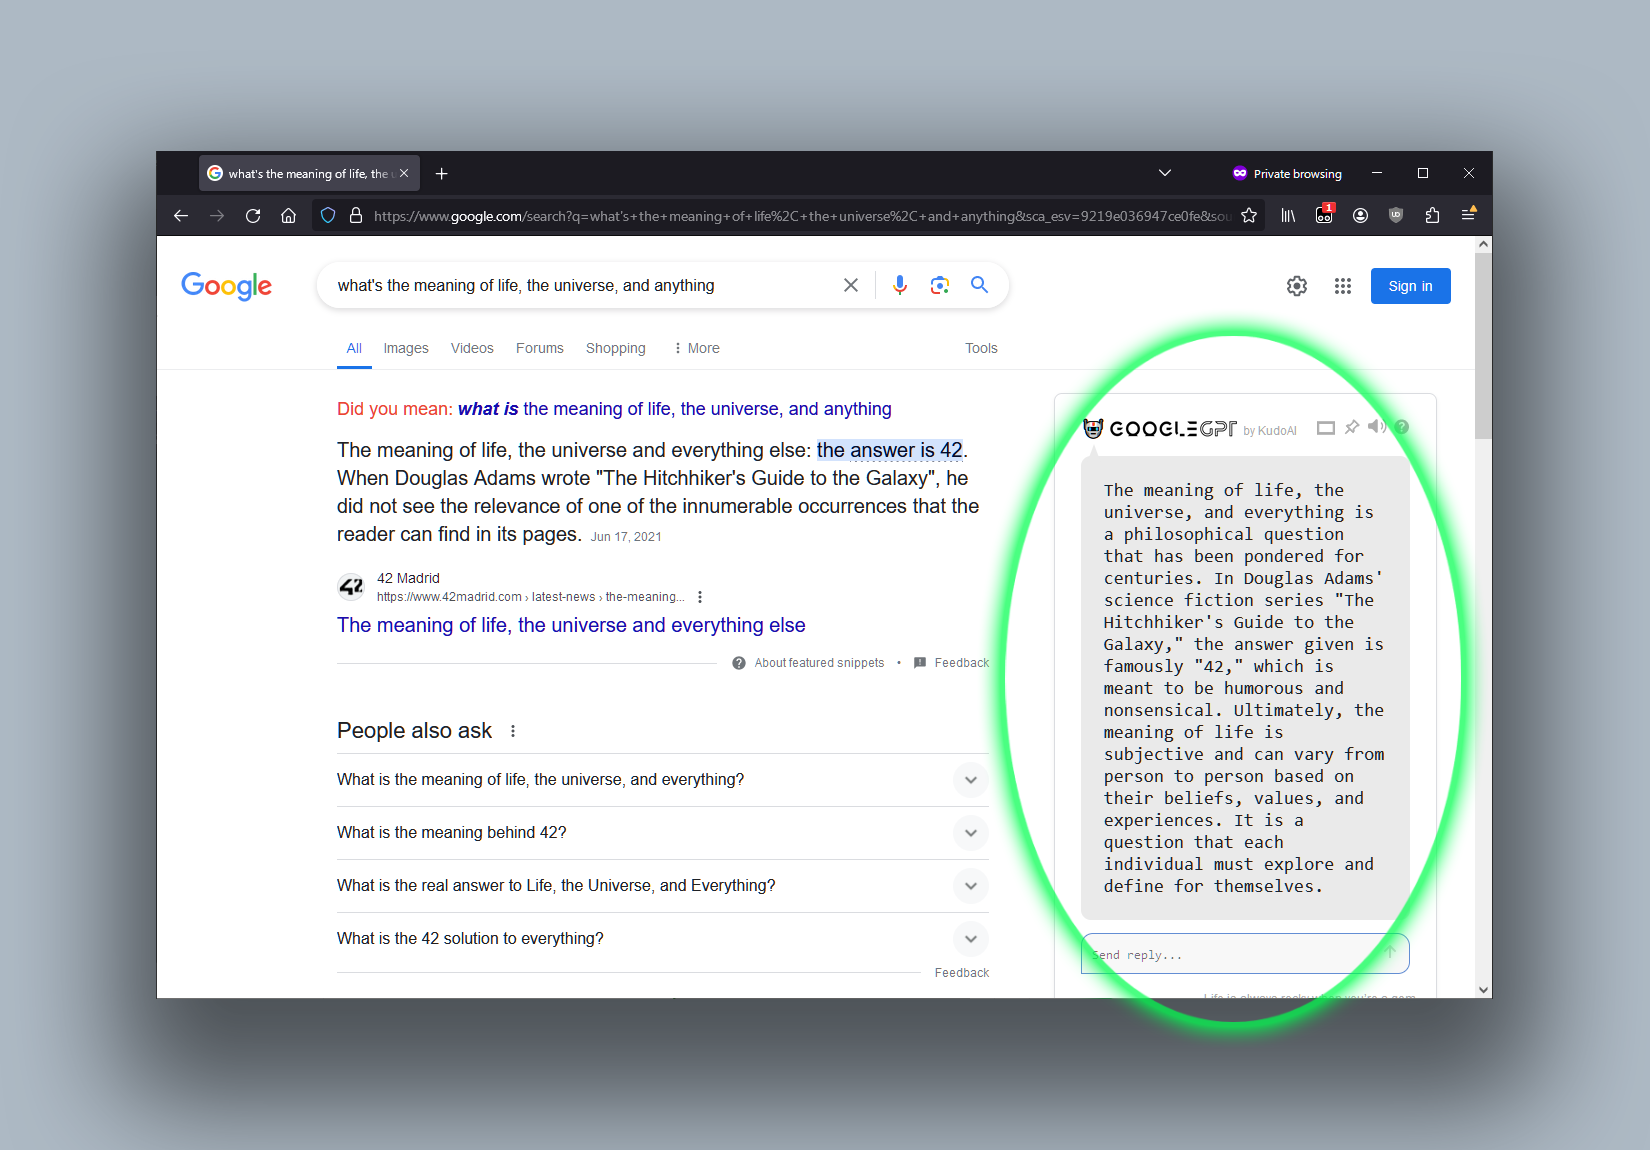 what's the meaning of life, the u
Private browsing
https://www.google.com/search?q=what's+the+meaning+of+life%2C+the+universe%2C+and+anything&sca_esv=9219e036947ce0fe&sou
1
Google
what's the meaning of life, the universe, and anything
Sign in
All Images Videos Forums Shopping More Tools
Did you mean: what is the meaning of life, the universe, and anything
The meaning of life, the universe and everything else: the answer is 42.
When Douglas Adams wrote "The Hitchhiker's Guide to the Galaxy", he
did not see the relevance of one of the innumerable occurrences that the
reader can find in its pages. Jun 17, 2021
42
42 Madrid
https://www.42madrid.com › latest-news › the-meaning...
The meaning of life, the universe and everything else
About featured snippets • Feedback
People also ask
What is the meaning of life, the universe, and everything?
What is the meaning behind 42?
What is the real answer to Life, the Universe, and Everything?
What is the 42 solution to everything?
Feedback
GOOGLEGPT by KudoAI
The meaning of life, the
universe, and everything is
a philosophical question
that has been pondered for
centuries. In Douglas Adams'
science fiction series "The
Hitchhiker's Guide to the
Galaxy," the answer given is
famously "42," which is
meant to be humorous and
nonsensical. Ultimately, the
meaning of life is
subjective and can vary from
person to person based on
their beliefs, values, and
experiences. It is a
question that each
individual must explore and
define for themselves.
Send reply...